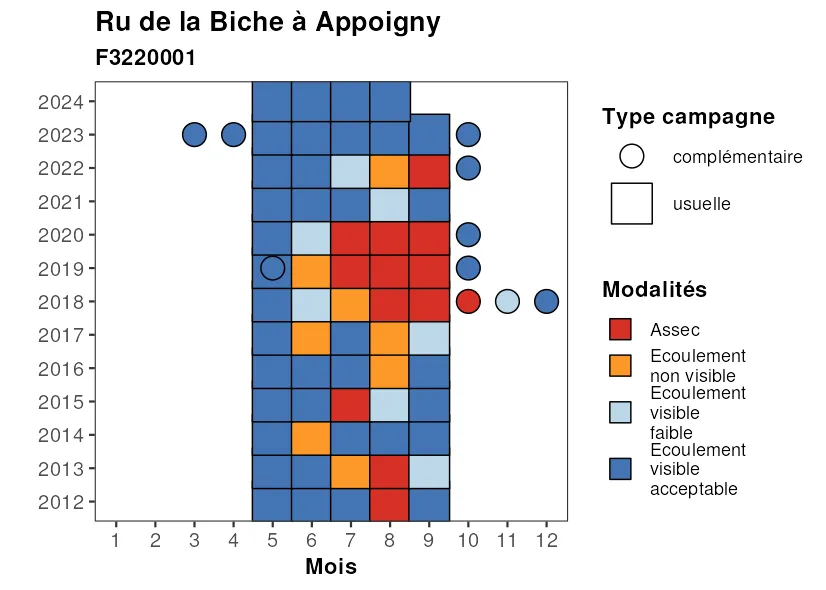 Ru de la Biche à Appoigny
F3220001
2024
2023
2022
2021
2020
2019
2018
2017
2016
2015
2014
2013
2012
1 2 3 4 5 6 7 8 9 10 11 12
Mois
Type campagne
complémentaire
usuelle
Modalités
Assec
Ecoulement
non visible
Ecoulement
visible
faible
Ecoulement
visible
acceptable